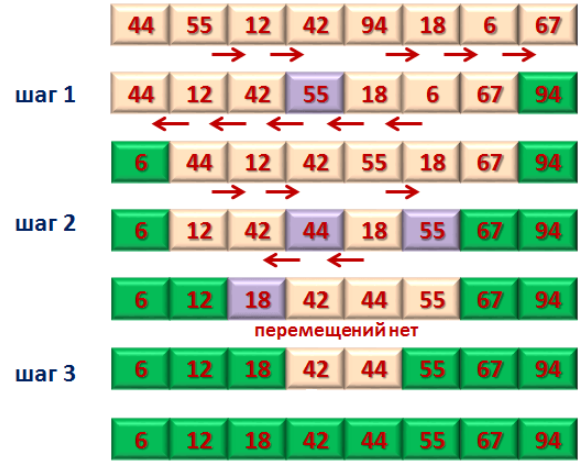 44 55 12 42 94 18 6 67
шаг 1 44 12 42 55 18 6 67 94
6 44 12 42 55 18 67 94
шаг 2 6 12 42 44 18 55 67 94
6 12 18 42 44 55 67 94
перемещений нет
шаг 3 6 12 18 42 44 55 67 94
6 12 18 42 44 55 67 94